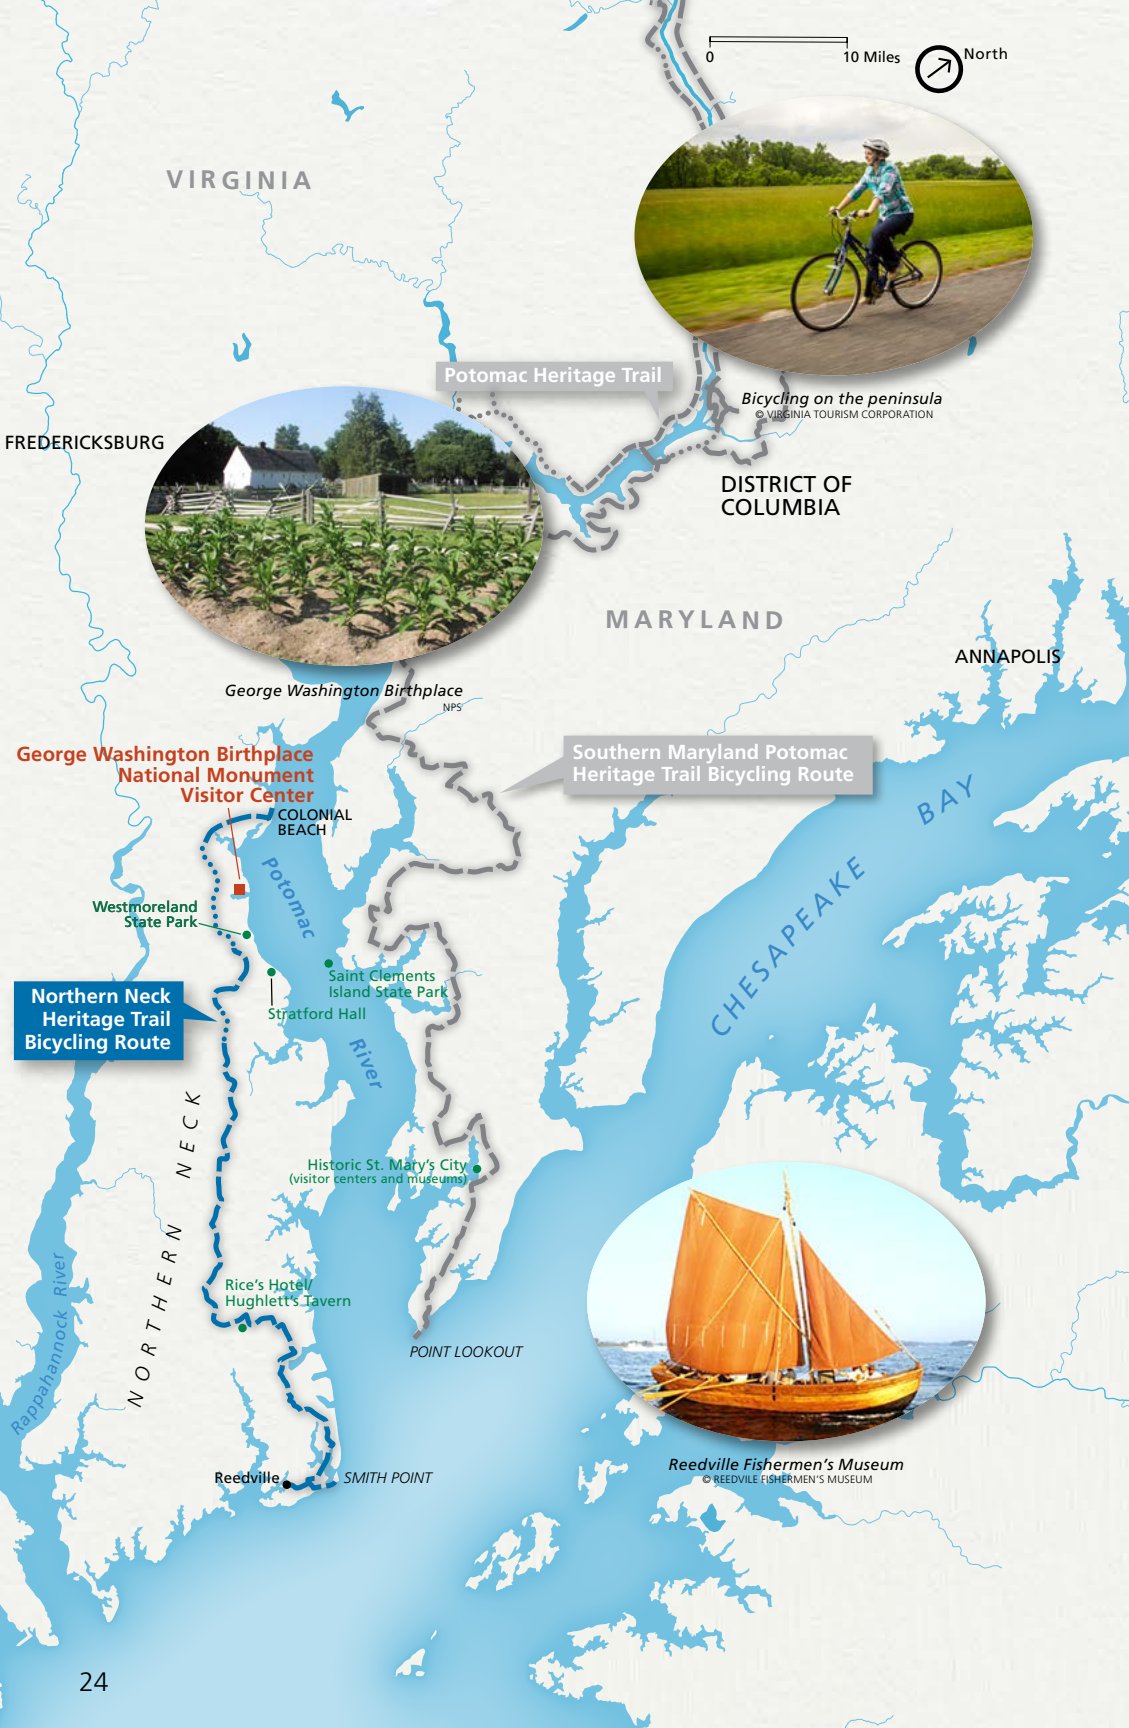 0
10 Miles
North
VIRGINIA
Potomac Heritage Trail
Bicycling on the peninsula
© VIRGINIA TOURISM CORPORATION
FREDERICKSBURG
DISTRICT OF
COLUMBIA
MARYLAND
ANNAPOLIS
George Washington Birthplace
NPS
George Washington Birthplace
National Monument
Visitor Center
Southern Maryland Potomac
Heritage Trail Bicycling Route
COLONIAL
BEACH
CHESAPEAKE BAY
Potomac
River
Westmoreland
State Park
Saint Clements
Island State Park
Stratford Hall
Northern Neck
Heritage Trail
Bicycling Route
NORTHERN NECK
Historic St. Mary's City
(visitor centers and museums)
Rappahannock River
Rice's Hotel/
Hughlett's Tavern
POINT LOOKOUT
Reedville
SMITH POINT
Reedville Fishermen's Museum
© REEDVILE FISHERMEN'S MUSEUM
24